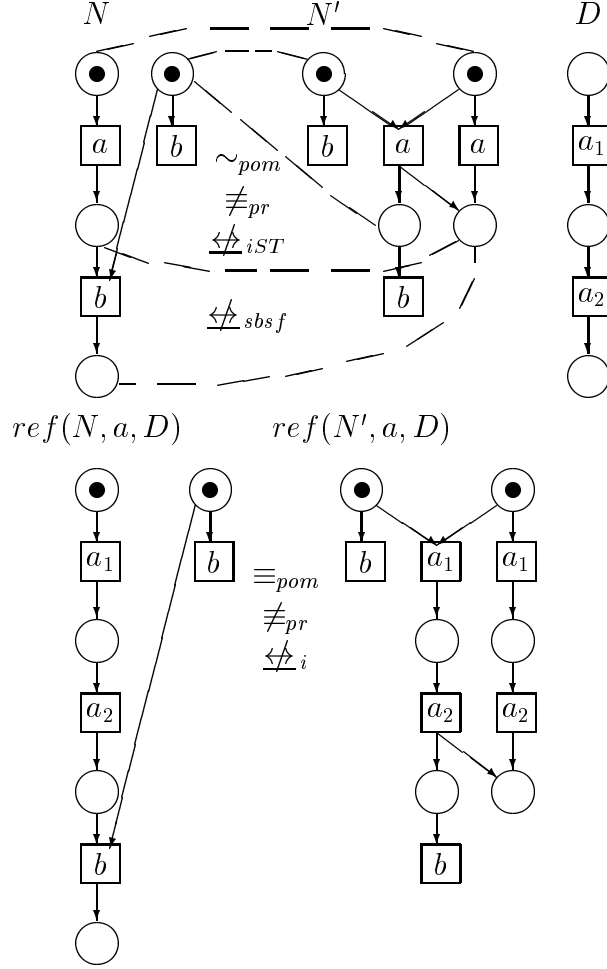 N N′ D
a b b a a a₁
∼pom
≢pr
b b a₂
↮iST
↮sbsf
ref(N, a, D) ref(N′, a, D)
a₁ b b a₁ a₁
≡pom
≢pr
↮i
a₂ a₂ a₂
b b